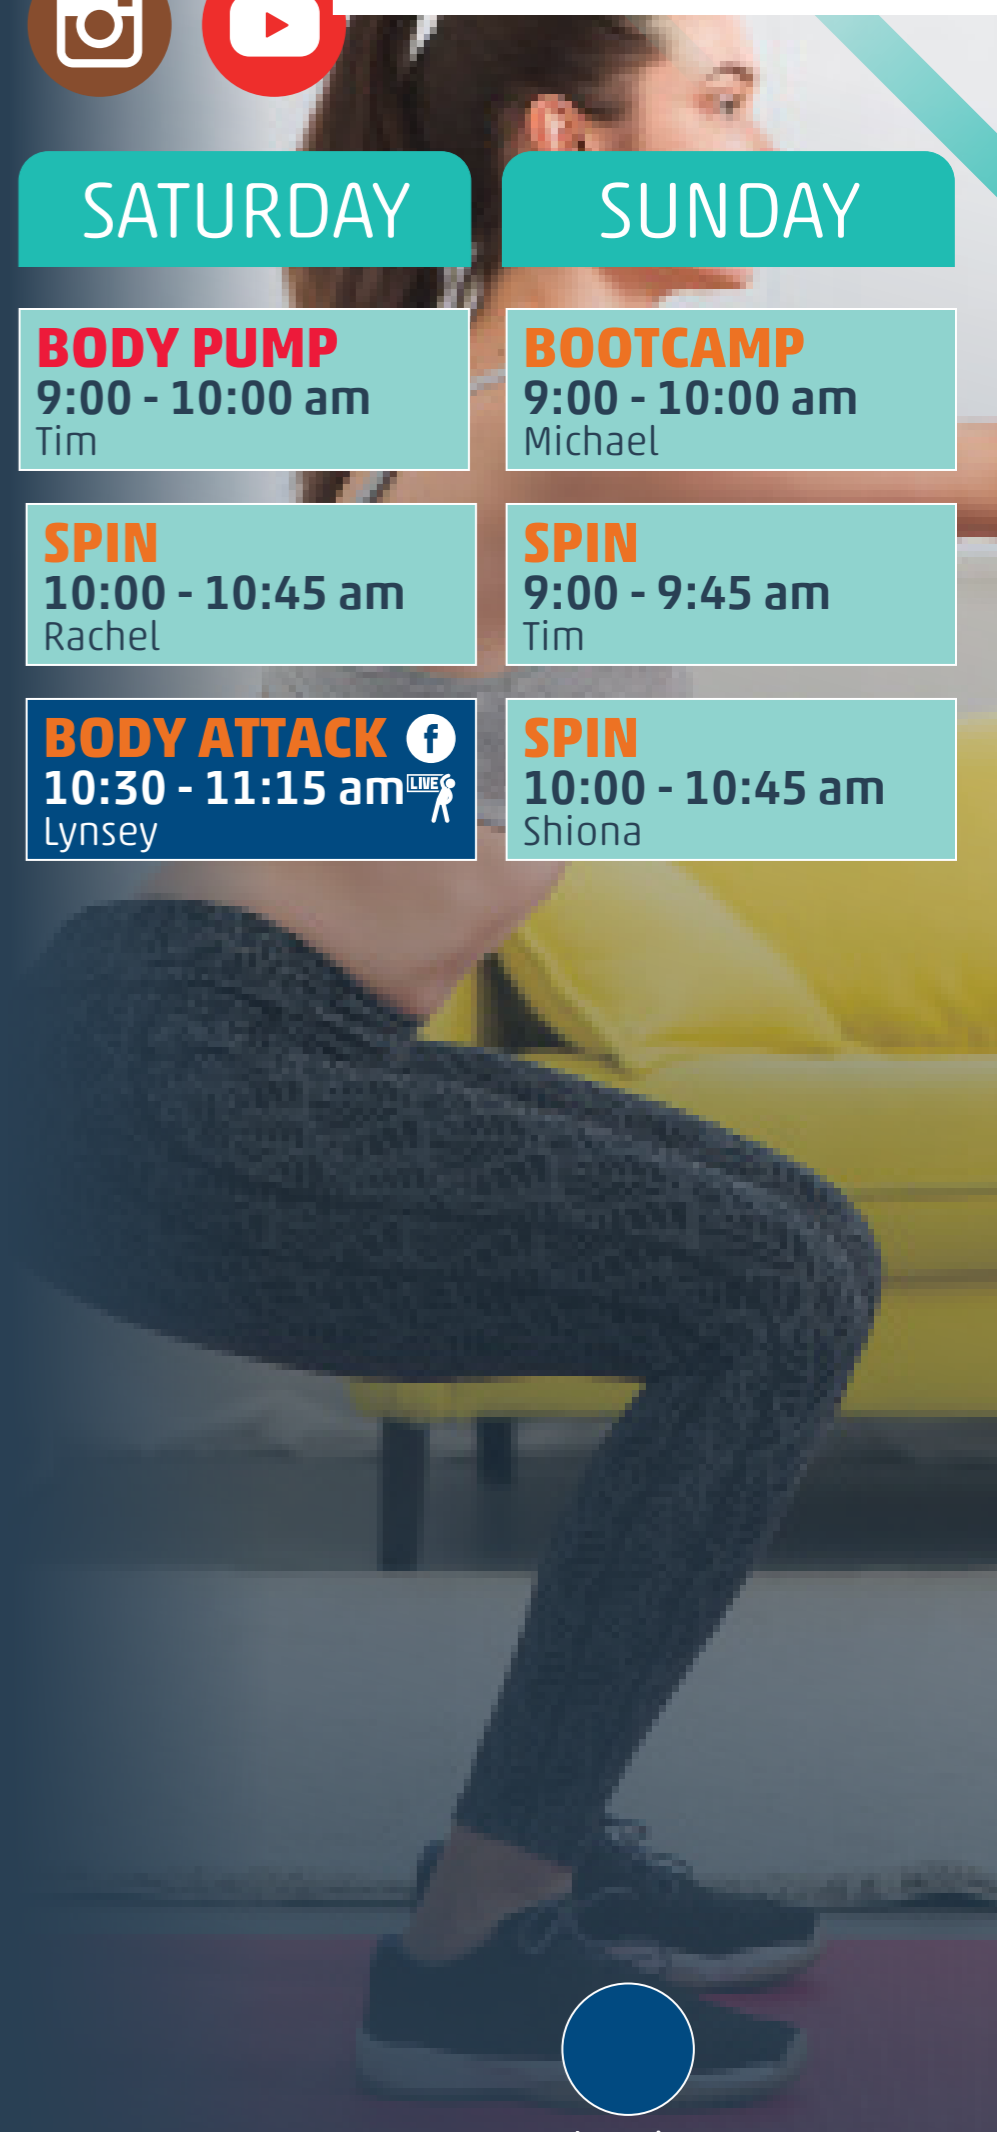 SATURDAY
BODY PUMP
9:00 - 10:00 am
Tim
SPIN
10:00 - 10:45 am
Rachel
BODY ATTACK f
10:30 - 11:15 am LIVE
Lynsey
SUNDAY
BOOTCAMP
9:00 - 10:00 am
Michael
SPIN
9:00 - 9:45 am
Tim
SPIN
10:00 - 10:45 am
Shiona